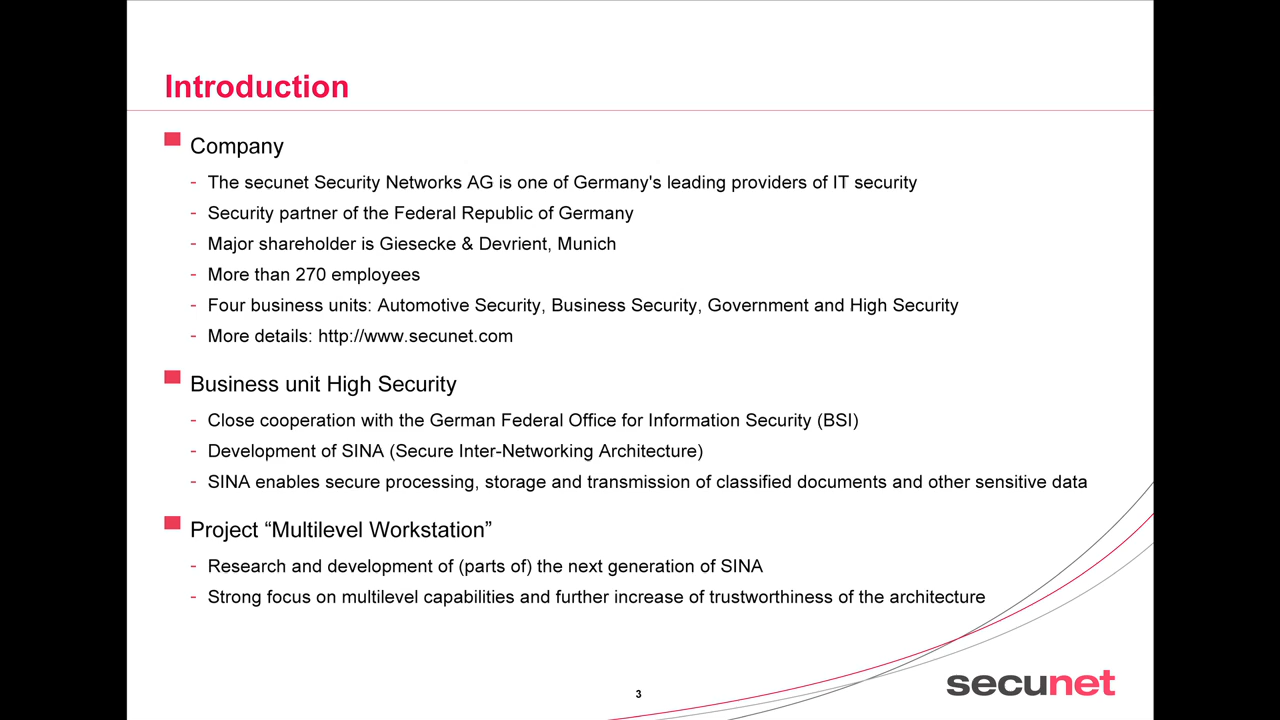 Introduction
Company
- The secunet Security Networks AG is one of Germany's leading providers of IT security
- Security partner of the Federal Republic of Germany
- Major shareholder is Giesecke & Devrient, Munich
- More than 270 employees
- Four business units: Automotive Security, Business Security, Government and High Security
- More details: http://www.secunet.com
Business unit High Security
- Close cooperation with the German Federal Office for Information Security (BSI)
- Development of SINA (Secure Inter-Networking Architecture)
- SINA enables secure processing, storage and transmission of classified documents and other sensitive data
Project “Multilevel Workstation”
- Research and development of (parts of) the next generation of SINA
- Strong focus on multilevel capabilities and further increase of trustworthiness of the architecture
3
secunet